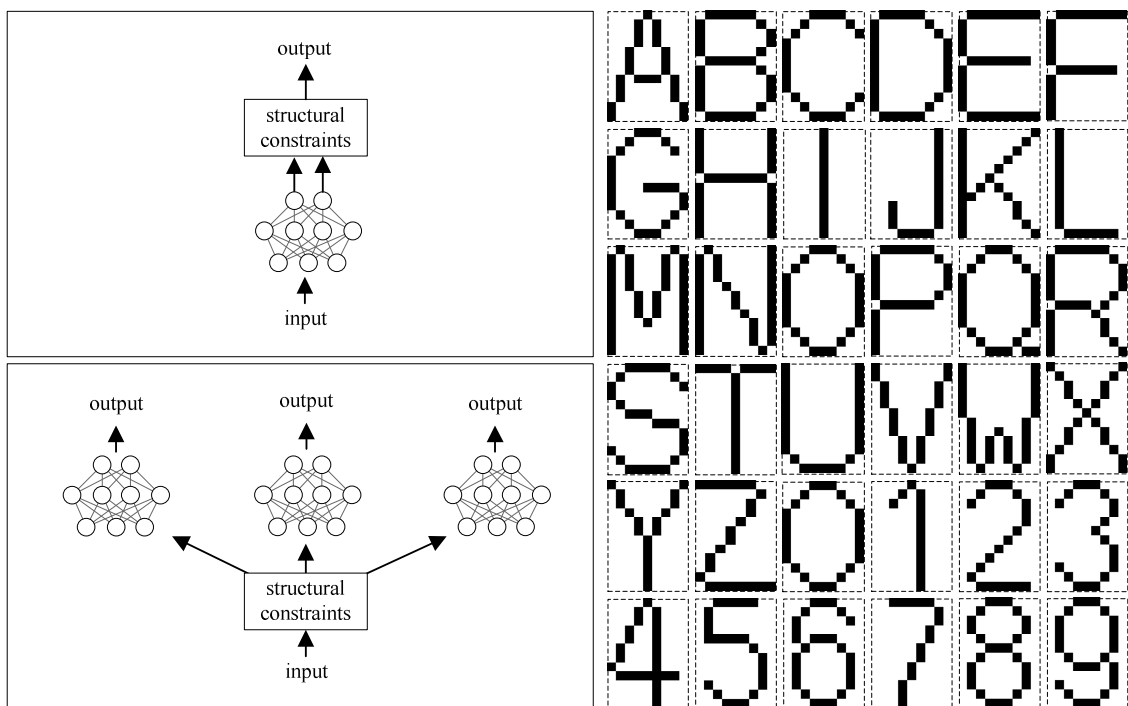 output
structural
constraints
input
output output output
structural
constraints
input
A B C D E F
G H I J K L
M N O P Q R
S T U V W X
Y Z 0 1 2 3
4 5 6 7 8 9